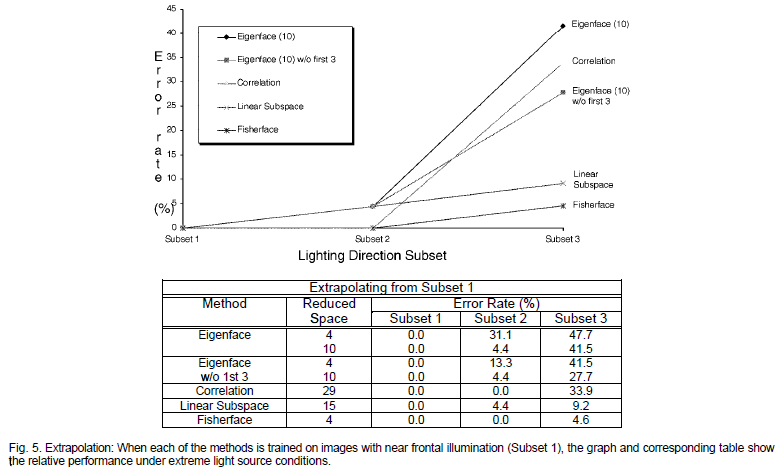 45
40
35
30
25
20
15
10
5
0
Error rate (%)
Eigenface (10)
Eigenface (10) w/o first 3
Correlation
Linear Subspace
Fisherface
Eigenface (10)
Correlation
Eigenface (10)
w/o first 3
Linear
Subspace
Fisherface
Subset 1 Subset 2 Subset 3
Lighting Direction Subset
Extrapolating from Subset 1
Method Reduced Error Rate (%)
Space Subset 1 Subset 2 Subset 3
Eigenface 4 0.0 31.1 47.7
10 0.0 4.4 41.5
Eigenface 4 0.0 13.3 41.5
w/o 1st 3 10 0.0 4.4 27.7
Correlation 29 0.0 0.0 33.9
Linear Subspace 15 0.0 4.4 9.2
Fisherface 4 0.0 0.0 4.6
Fig. 5. Extrapolation: When each of the methods is trained on images with near frontal illumination (Subset 1), the graph and corresponding table show
the relative performance under extreme light source conditions.